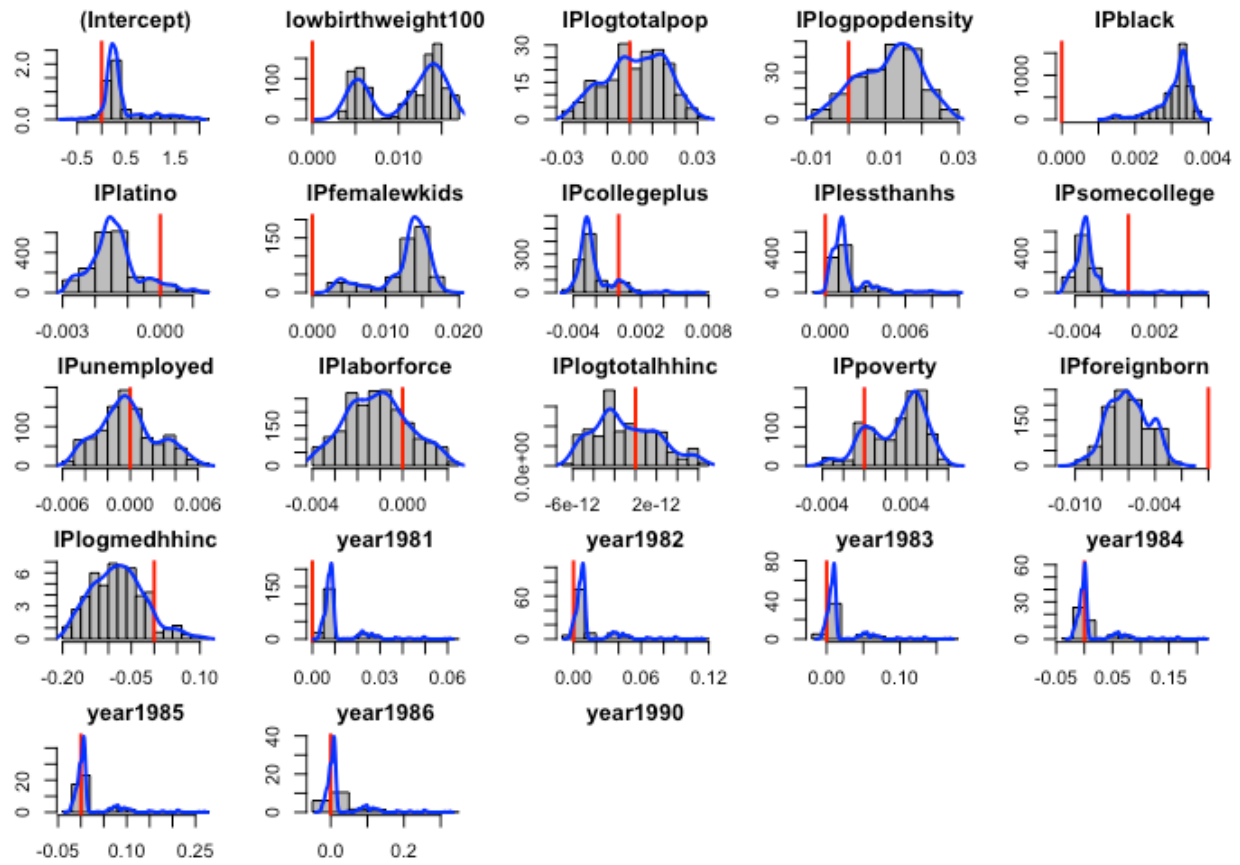 (Intercept) lowbirthweight100 IPlogtotalpop IPlogpopdensity IPblack
0.0 2.0
-0.5 0.5 1.5
0 100
0.000 0.010
0 15 30
-0.03 0.00 0.03
0 30
-0.01 0.01 0.03
0 1000
0.000 0.002 0.004
IPlatino IPfemalewkids IPcollegeplus IPlessthanhs IPsomecollege
0 400
-0.003 0.000
0 150
0.000 0.010 0.020
0 300
-0.004 0.002 0.008
0 400
0.000 0.006
0 400
-0.004 0.002
IPunemployed IPlaborforce IPlogtotalhhinc IPpoverty IPforeignborn
0 100
-0.006 0.000 0.006
0 150
-0.004 0.000
0.0e+00
-6e-12 2e-12
0 100
-0.004 0.004
0 150
-0.010 -0.004
IPlogmedhhinc year1981 year1982 year1983 year1984
0 3 6
-0.20 -0.05 0.10
0 150
0.00 0.03 0.06
0 60
0.00 0.06 0.12
0 40 80
0.00 0.10
0 30 60
-0.05 0.05 0.15
year1985 year1986 year1990
0 20
-0.05 0.10 0.25
0 20 40
0.0 0.2